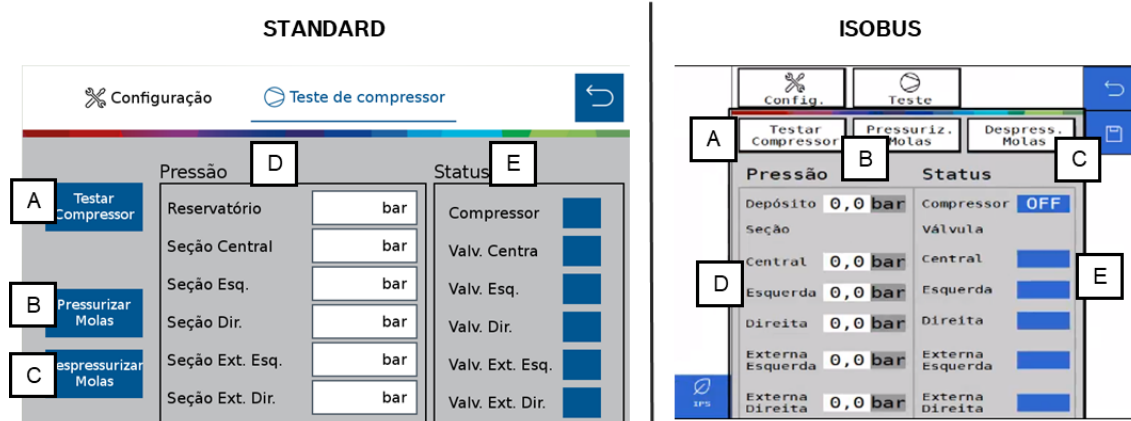 STANDARD
Configuração
Teste de compressor
A
Testar
Compressor
B
Pressurizar
Molas
C
espressurizar
Molas
Pressão
D
Reservatório bar
Seção Central bar
Seção Esq. bar
Seção Dir. bar
Seção Ext. Esq. bar
Seção Ext. Dir. bar
Status
E
Compressor
Valv. Centra
Valv. Esq.
Valv. Dir.
Valv. Ext. Esq.
Valv. Ext. Dir.
ISOBUS
Config.
Teste
A
Testar
Compressor
Pressuriz.
Molas
B
Despress.
Molas
C
Pressão
Depósito 0,0 bar
Seção
D
Central 0,0 bar
Esquerda 0,0 bar
Direita 0,0 bar
Externa
Esquerda 0,0 bar
Externa
Direita 0,0 bar
Status
Compressor OFF
Válvula
Central
E
Esquerda
Direita
Externa
Esquerda
Externa
Direita
IPS